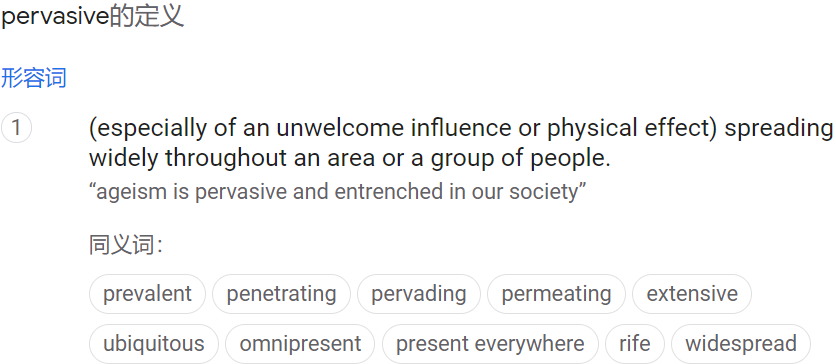 pervasive的定义
形容词
1 (especially of an unwelcome influence or physical effect) spreading
widely throughout an area or a group of people.
“ageism is pervasive and entrenched in our society”
同义词：
prevalent penetrating pervading permeating extensive
ubiquitous omnipresent present everywhere rife widespread